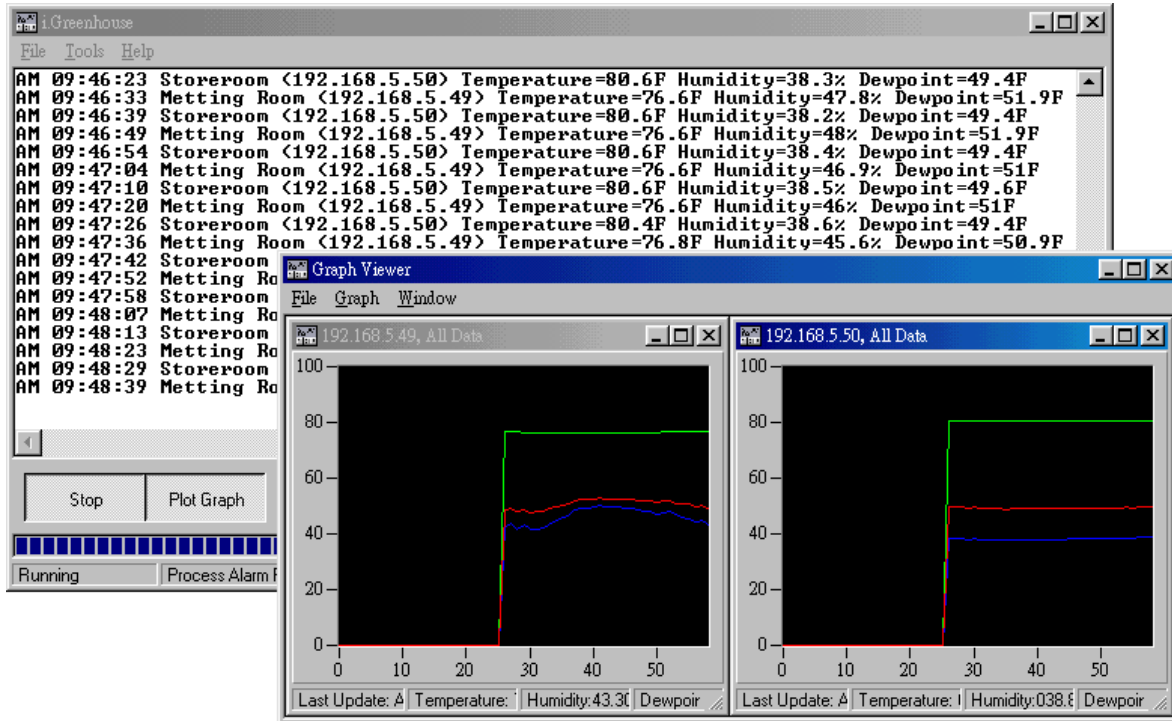 i.Greenhouse
File Tools Help
AM 09:46:23 Storeroom (192.168.5.50) Temperature=80.6F Humidity=38.3% Dewpoint=49.4F
AM 09:46:33 Metting Room (192.168.5.49) Temperature=76.6F Humidity=47.8% Dewpoint=51.9F
AM 09:46:39 Storeroom (192.168.5.50) Temperature=80.6F Humidity=38.2% Dewpoint=49.4F
AM 09:46:49 Metting Room (192.168.5.49) Temperature=76.6F Humidity=48% Dewpoint=51.9F
AM 09:46:54 Storeroom (192.168.5.50) Temperature=80.6F Humidity=38.4% Dewpoint=49.4F
AM 09:47:04 Metting Room (192.168.5.49) Temperature=76.6F Humidity=46.9% Dewpoint=51F
AM 09:47:10 Storeroom (192.168.5.50) Temperature=80.6F Humidity=38.5% Dewpoint=49.6F
AM 09:47:20 Metting Room (192.168.5.49) Temperature=76.6F Humidity=46% Dewpoint=51F
AM 09:47:26 Storeroom (192.168.5.50) Temperature=80.4F Humidity=38.6% Dewpoint=49.4F
AM 09:47:36 Metting Room (192.168.5.49) Temperature=76.8F Humidity=45.6% Dewpoint=50.9F
AM 09:47:42 Storeroom
AM 09:47:52 Metting Ro
AM 09:47:58 Storeroom
AM 09:48:07 Metting Ro
AM 09:48:13 Storeroom
AM 09:48:23 Metting Ro
AM 09:48:29 Storeroom
AM 09:48:39 Metting Ro
Stop Plot Graph
Running Process Alarm
Graph Viewer
File Graph Window
192.168.5.49, All Data
100
80
60
40
20
0
0 10 20 30 40 50
Last Update: A Temperature: Humidity:43.30 Dewpoir
192.168.5.50, All Data
100
80
60
40
20
0
0 10 20 30 40 50
Last Update: A Temperature: Humidity:038.8 Dewpoir